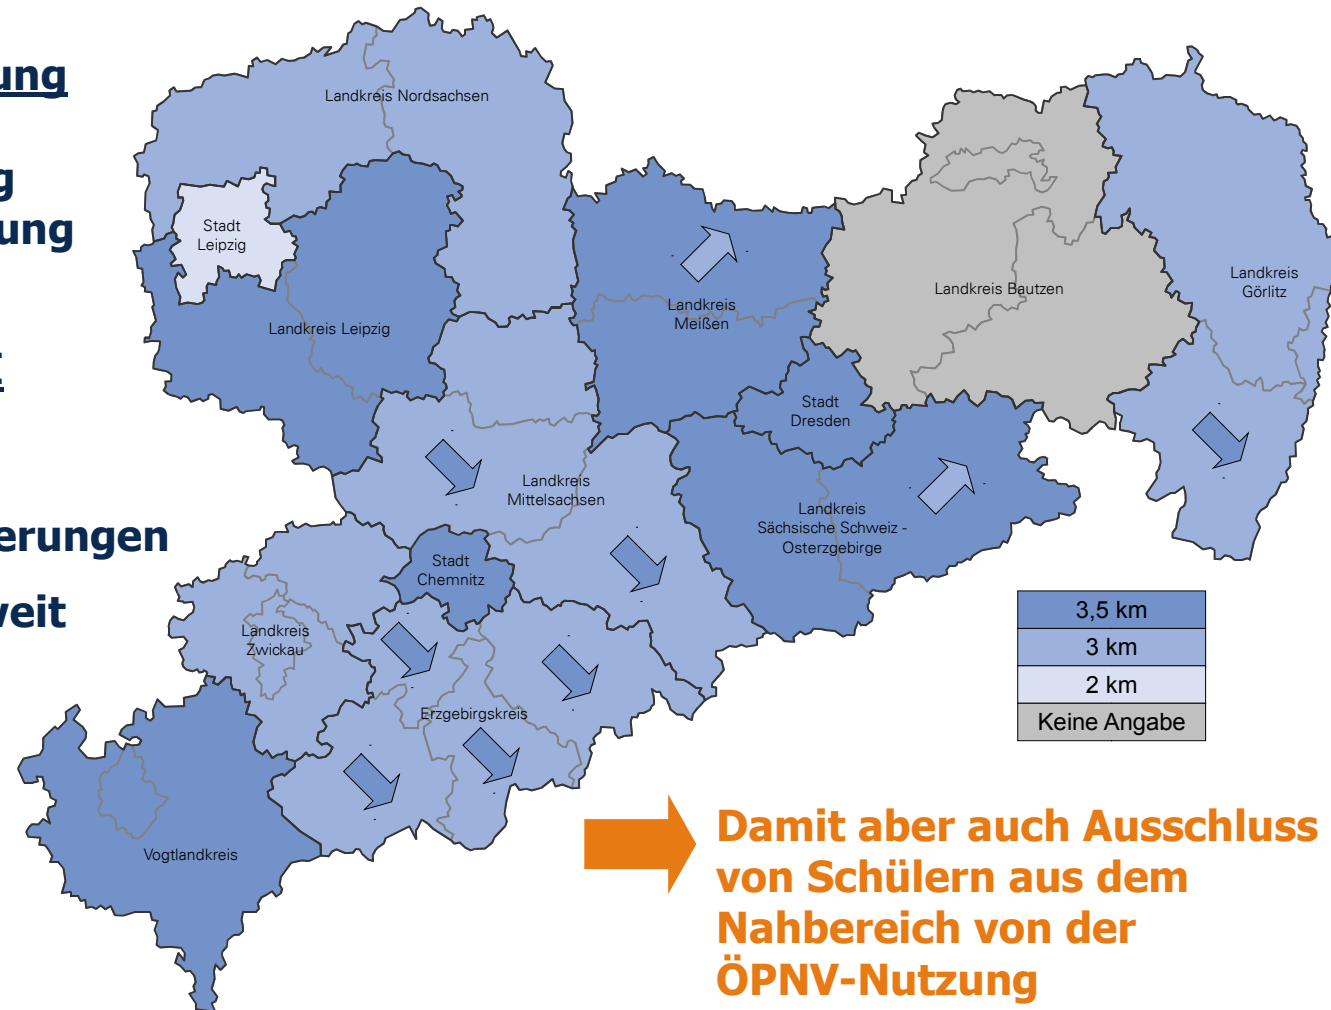 ung
g
ung
t
erungen
weit
Landkreis Nordsachsen
Stadt
Leipzig
Landkreis Leipzig
Landkreis
Meißen
Landkreis Bautzen
Landkreis
Görlitz
Stadt
Dresden
Landkreis
Mittelsachsen
Landkreis
Sächsische Schweiz -
Osterzgebirge
Stadt
Chemnitz
Landkreis
Zwickau
Erzgebirgskreis
Vogtlandkreis
3,5 km
3 km
2 km
Keine Angabe
Damit aber auch Ausschluss
von Schülern aus dem
Nahbereich von der
ÖPNV-Nutzung